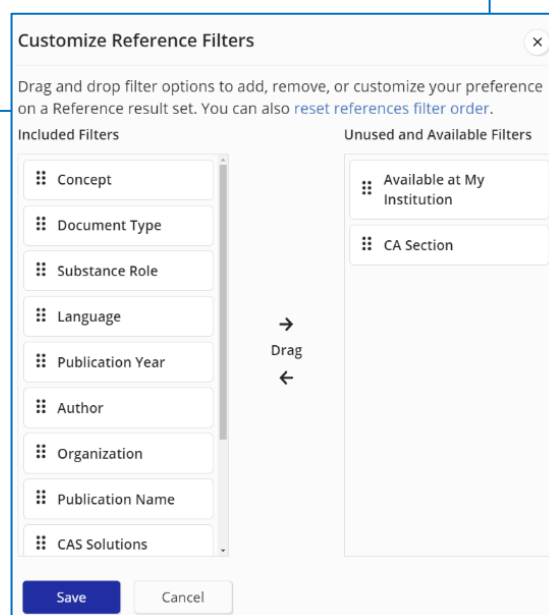 Customize Reference Filters
Drag and drop filter options to add, remove, or customize your preference
on a Reference result set. You can also reset references filter order.
Included Filters
Unused and Available Filters
Concept
Document Type
Substance Role
Language
Publication Year
Author
Organization
Publication Name
CAS Solutions
Drag
Available at My
Institution
CA Section
Save
Cancel